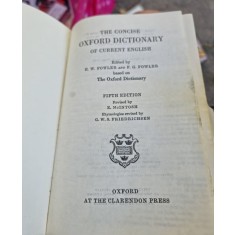 THE CONCISE
OXFORD DICTIONARY
OF CURRENT ENGLISH
Edited by
H. W. FOWLER AND F. G. FOWLER
based on
The Oxford Dictionary
FIFTH EDITION
Revised by
E. McINTOSH
Etymologies revised by
G. W. S. FRIEDRICHSEN
OXFORD
AT THE CLARENDON PRESS